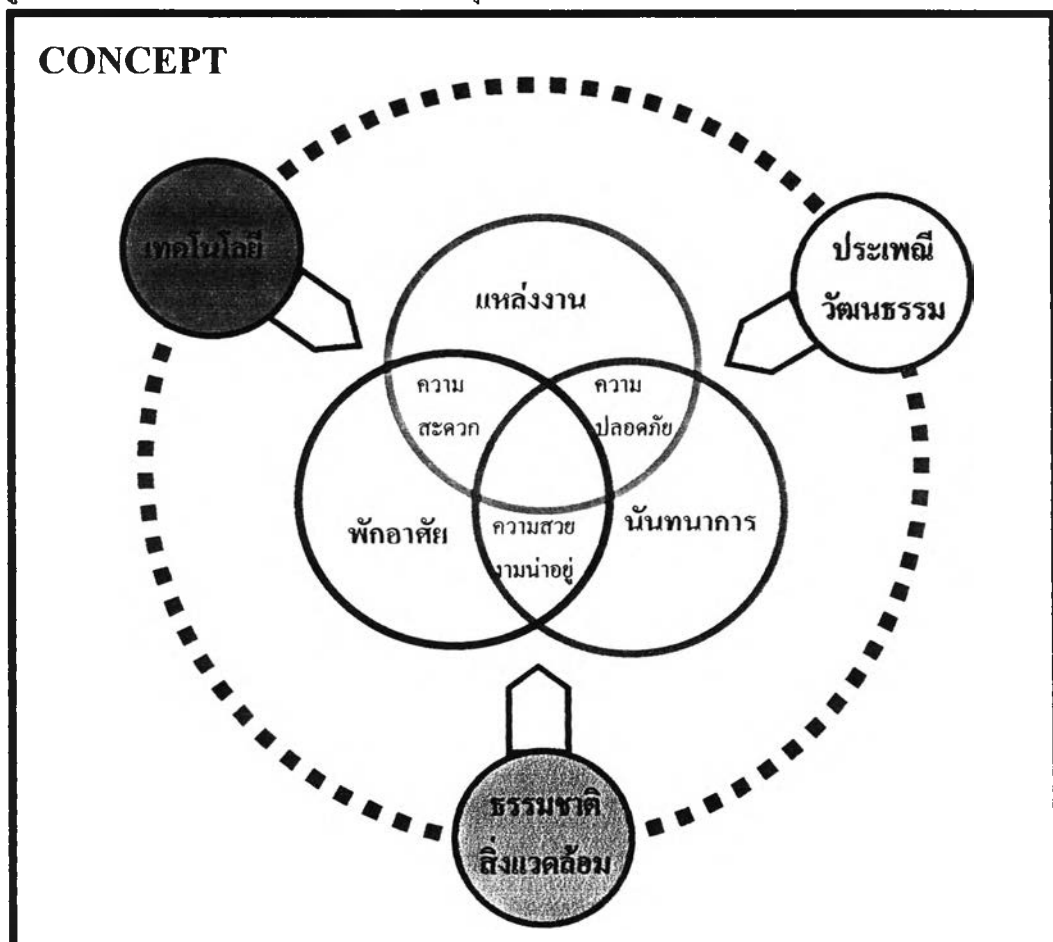 CONCEPT
เทคโนโลยี
ประเพณี
วัฒนธรรม
แหล่งงาน
ความ
สะดวก
ความ
ปลอดภัย
พักอาศัย
ความสวย
งามน่าอยู่
นันทนาการ
ธรรมชาติ
สิ่งแวดล้อม